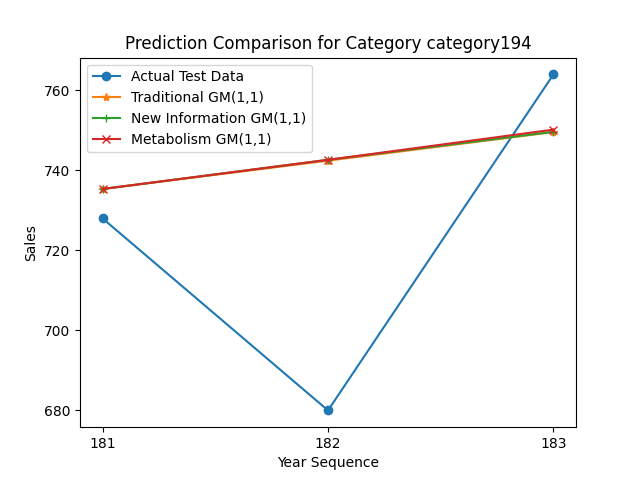 Prediction Comparison for Category category194
Actual Test Data
Traditional GM(1,1)
New Information GM(1,1)
Metabolism GM(1,1)
760
740
720
700
680
Sales
181
182
183
Year Sequence